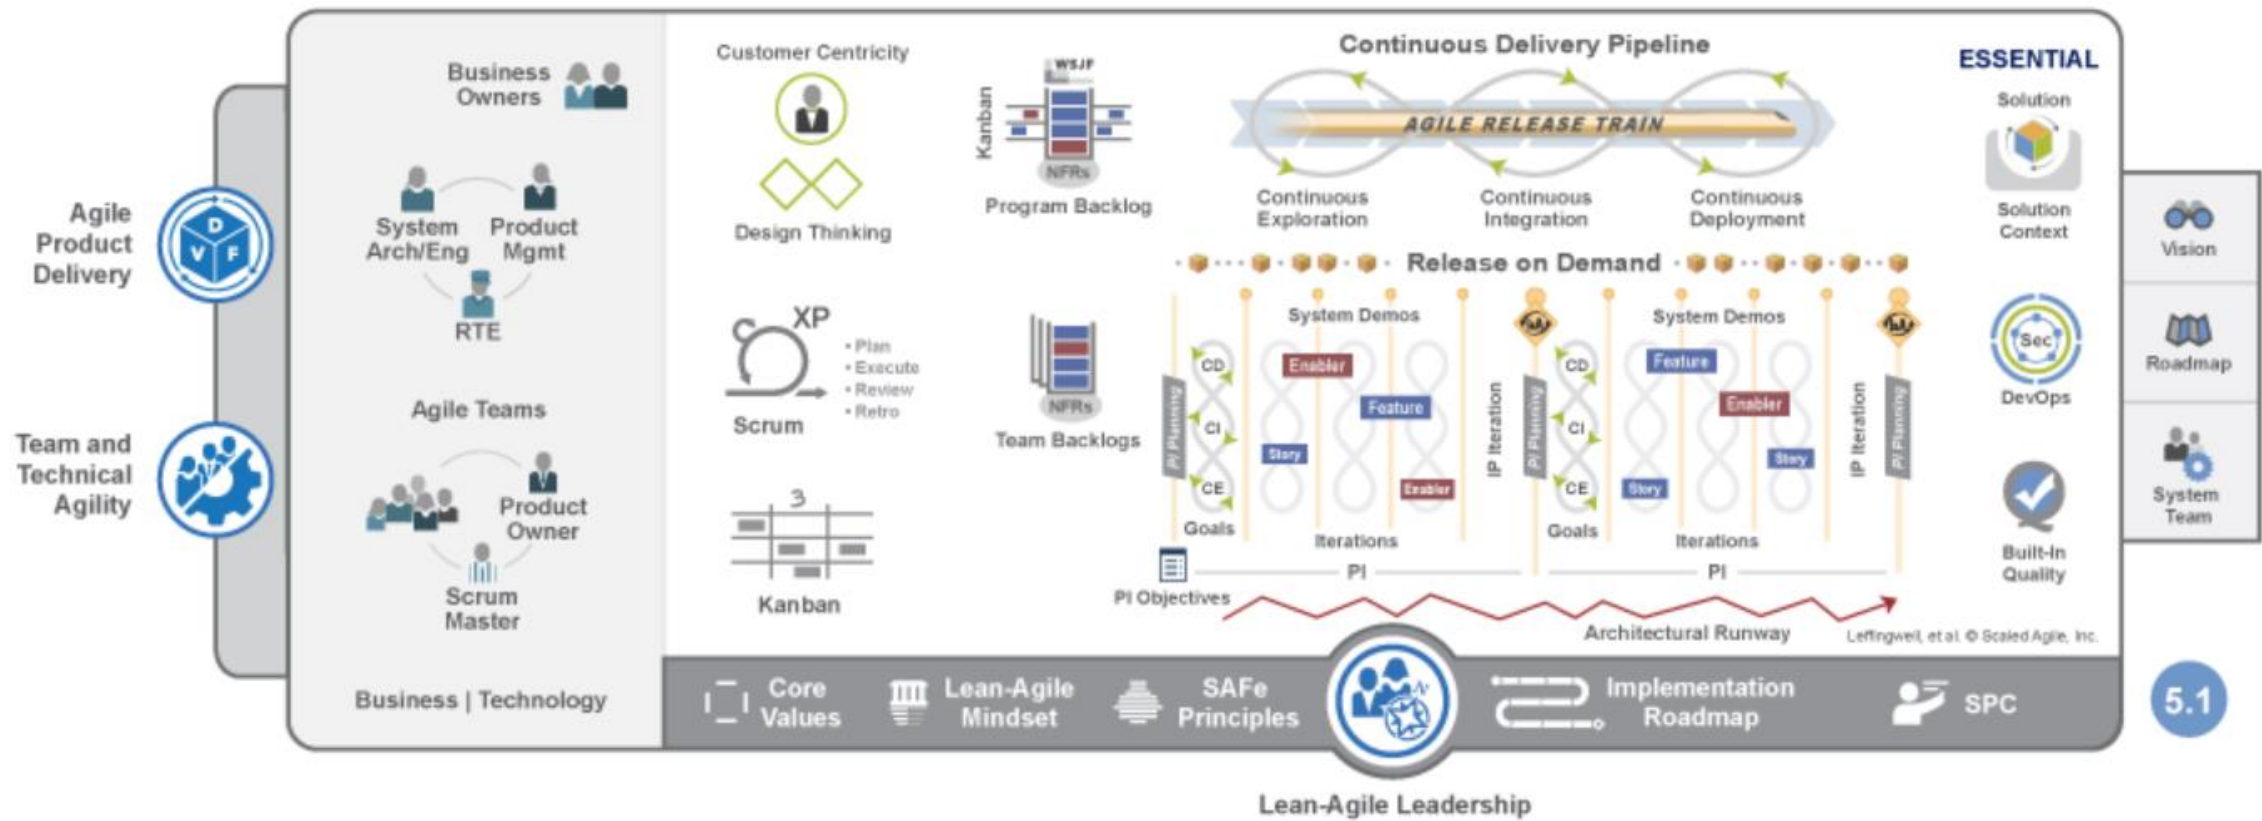 Agile
Product
Delivery
D
V F
Team and
Technical
Agility
Business
Owners
System
Arch/Eng
Product
Mgmt
RTE
Agile Teams
Product
Owner
Scrum
Master
Business | Technology
Customer Centricity
Design Thinking
XP
• Plan
• Execute
• Review
• Retro
Scrum
3
Kanban
WSJF
Kanban
NFRs
Program Backlog
NFRs
Team Backlogs
Continuous Delivery Pipeline
AGILE RELEASE TRAIN
Continuous
Exploration
Continuous
Integration
Continuous
Deployment
Release on Demand
System Demos
System Demos
PI Planning
CD
CI
CE
Goals
Enabler
Feature
Story
Enabler
Iterations
IP Iteration
PI Planning
CD
CI
CE
Goals
Feature
Enabler
Story
Story
Iterations
IP Iteration
PI Planning
PI
PI
PI Objectives
Architectural Runway
Leffingwell, et al. © Scaled Agile, Inc.
ESSENTIAL
Solution
Solution
Context
Sec
DevOps
Built-In
Quality
Vision
Roadmap
System
Team
Core
Values
Lean-Agile
Mindset
SAFe
Principles
Implementation
Roadmap
SPC
5.1
Lean-Agile Leadership